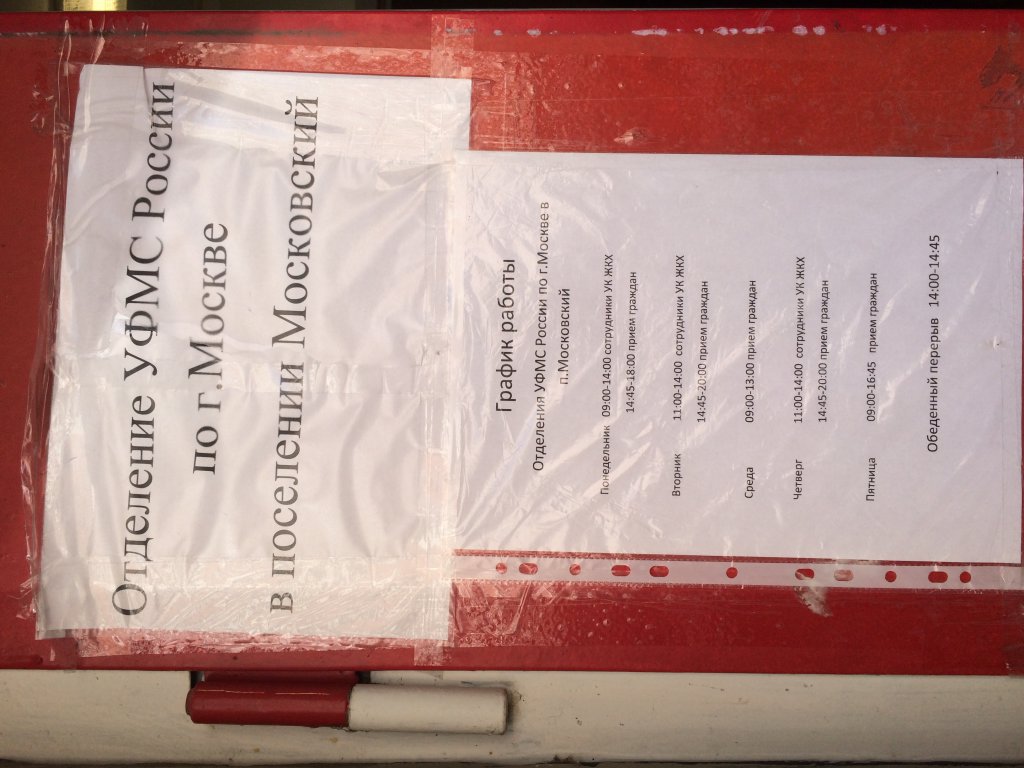 Отделение УФМС России
по г.Москве
в поселении Московский
График работы
Отделения УФМС России по г.Москве в
п.Московский
Понедельник 09:00-14:00 сотрудники УК ЖКХ
14:45-18:00 прием граждан
Вторник 11:00-14:00 сотрудники УК ЖКХ
14:45-20:00 прием граждан
Среда 09:00-13:00 прием граждан
Четверг 11:00-14:00 сотрудники УК ЖКХ
14:45-20:00 прием граждан
Пятница 09:00-16:45 прием граждан
Обеденный перерыв 14:00-14:45